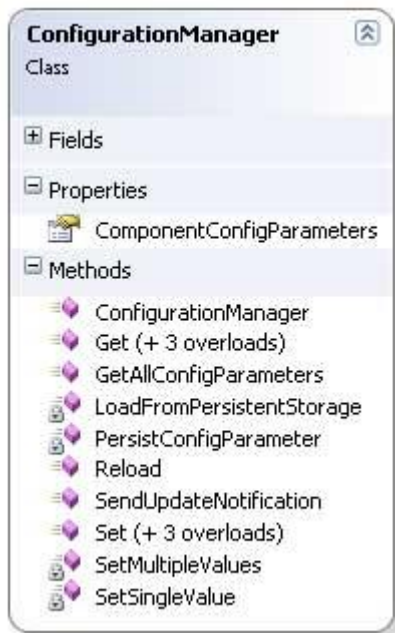 ConfigurationManager
Class
Fields
Properties
ComponentConfigParameters
Methods
ConfigurationManager
Get (+ 3 overloads)
GetAllConfigParameters
LoadFromPersistentStorage
PersistConfigParameter
Reload
SendUpdateNotification
Set (+ 3 overloads)
SetMultipleValues
SetSingleValue